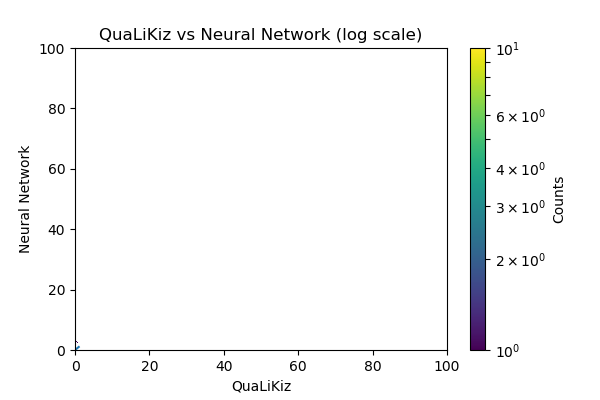 QuaLiKiz vs Neural Network (log scale)
100
80
60
40
20
0
Neural Network
0 20 40 60 80 100
QuaLiKiz
10¹
6 × 10⁰
4 × 10⁰
3 × 10⁰
2 × 10⁰
10⁰
Counts